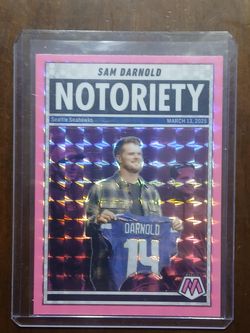 SAM DARNOLD
NOTORIETY
Seattle Seahawks MARCH 13, 2025
DARNOLD
14